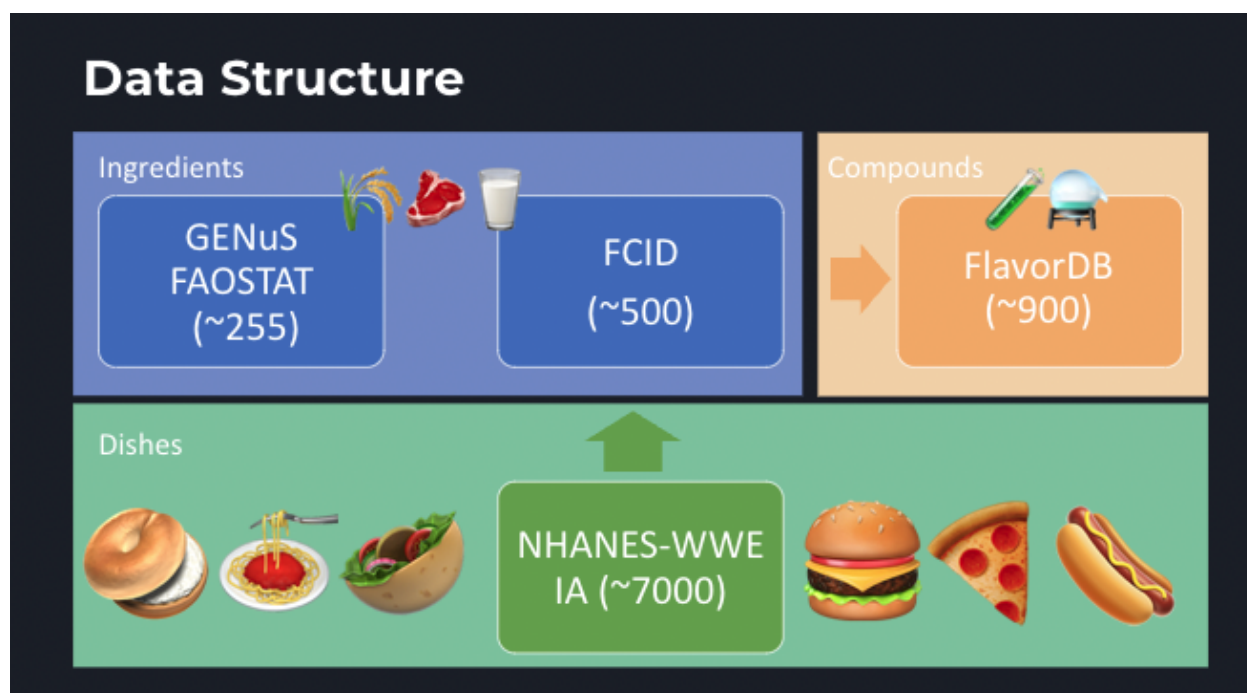 Data Structure
Ingredients
GENuS
FAOSTAT
(~255)
FCID
(~500)
Compounds
FlavorDB
(~900)
Dishes
NHANES-WWE
IA (~7000)